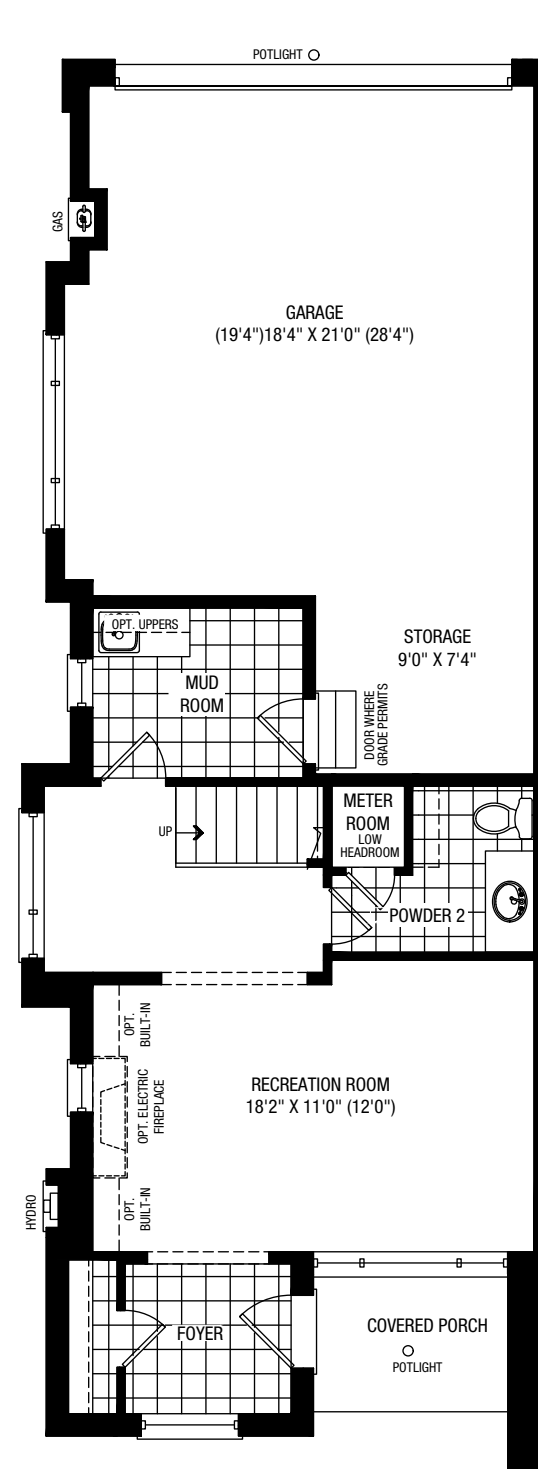 POTLIGHT
GAS
GARAGE
(19'4")18'4" X 21'0" (28'4")
OPT. UPPERS
STORAGE
9'0" X 7'4"
MUD
ROOM
DOOR WHERE
GRADE PERMITS
METER
ROOM
LOW
HEADROOM
UP
POWDER 2
OPT.
BUILT-IN
OPT. ELECTRIC
FIREPLACE
RECREATION ROOM
18'2" X 11'0" (12'0")
OPT.
BUILT-IN
HYDRO
FOYER
COVERED PORCH
POTLIGHT